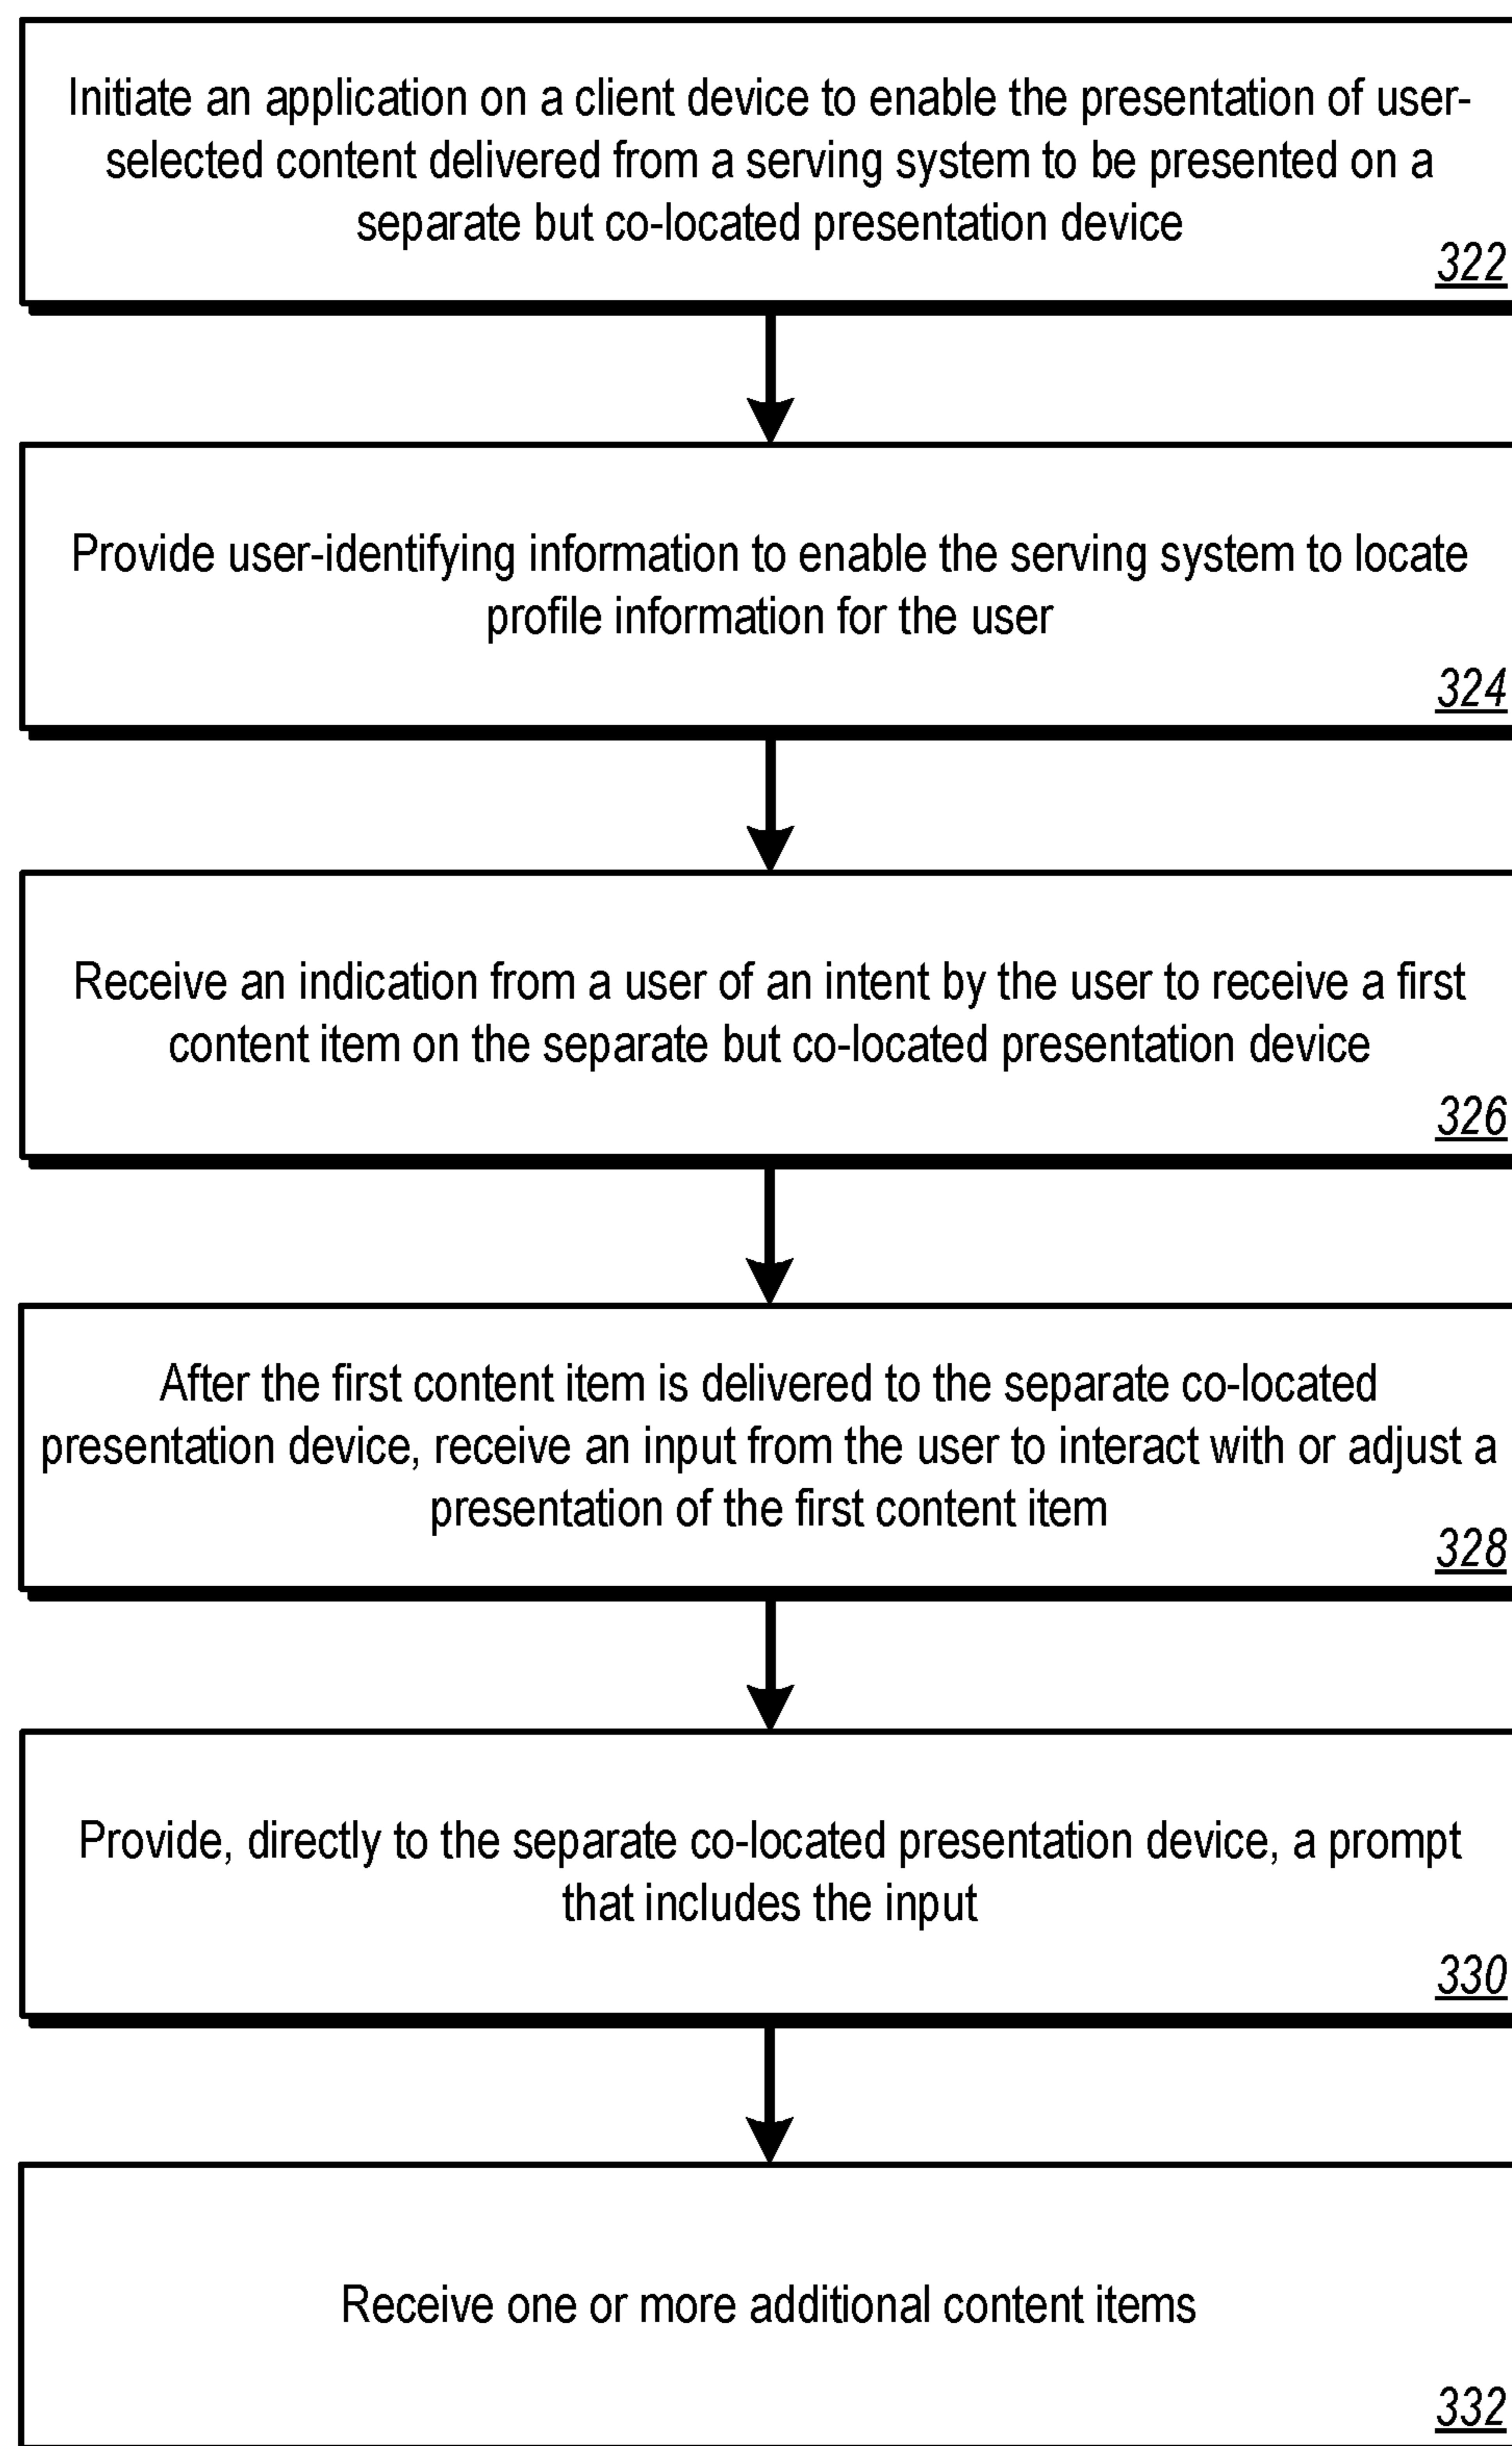 Initiate an application on a client device to enable the presentation of user-
selected content delivered from a serving system to be presented on a
separate but co-located presentation device
322
Provide user-identifying information to enable the serving system to locate
profile information for the user
324
Receive an indication from a user of an intent by the user to receive a first
content item on the separate but co-located presentation device
326
After the first content item is delivered to the separate co-located
presentation device, receive an input from the user to interact with or adjust a
presentation of the first content item
328
Provide, directly to the separate co-located presentation device, a prompt
that includes the input
330
Receive one or more additional content items
332